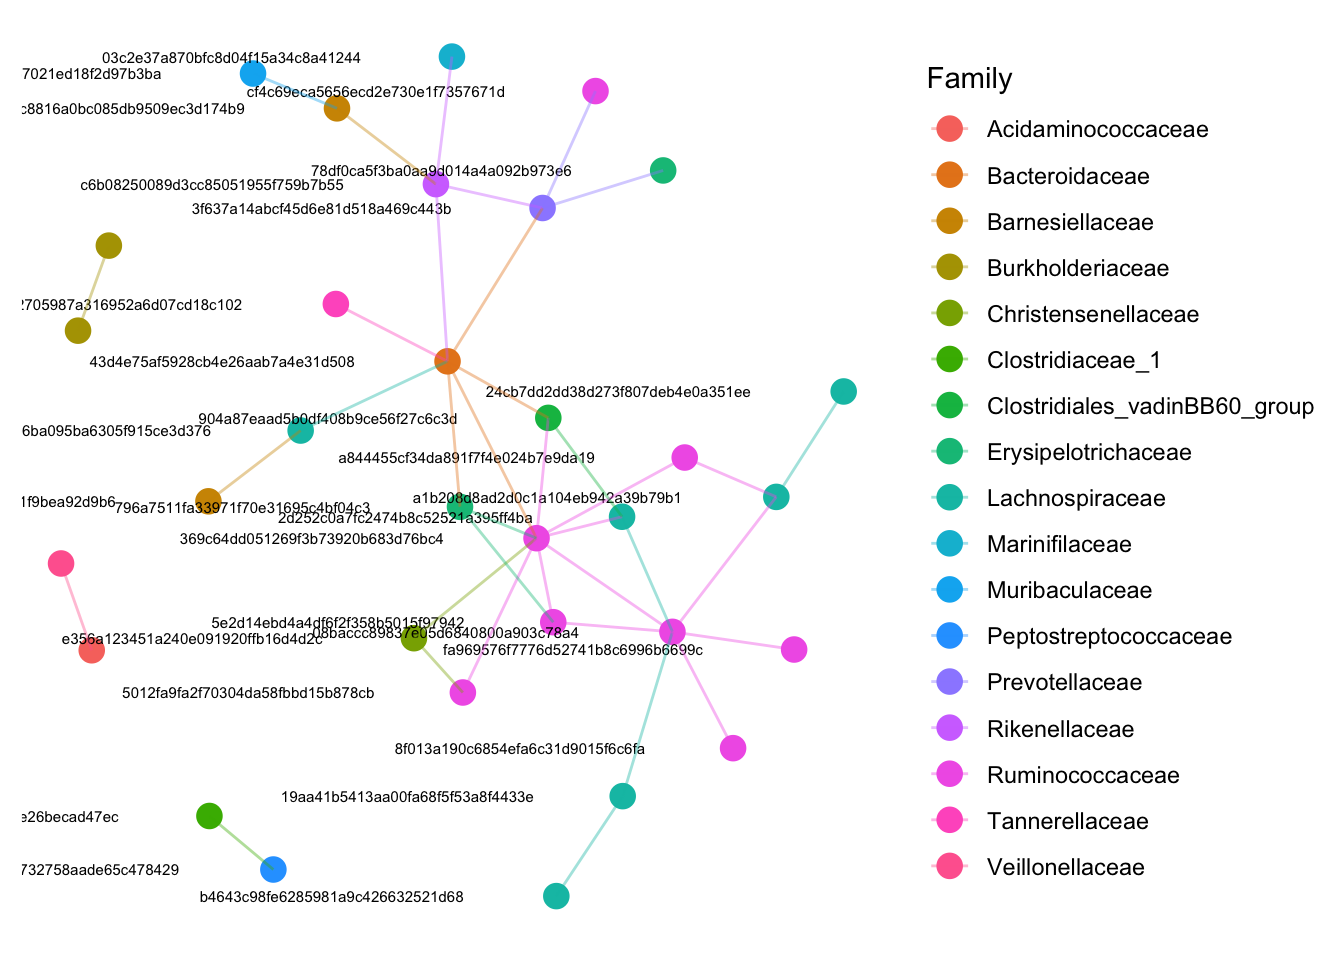 03c2e37a870bfc8d04f15a34c8a41244
7021ed18f2d97b3ba
cf4c69eca5656ecd2e730e1f7357671d
c8816a0bc085db9509ec3d174b9
78df0ca5f3ba0aa9d014a4a092b973e6
c6b08250089d3cc85051955f759b7b55
3f637a14abcf45d6e81d518a469c443b
2705987a316952a6d07cd18c102
43d4e75af5928cb4e26aab7a4e31d508
24cb7dd2dd38d273f807deb4e0a351ee
904a87eaad5b0df408b9ce56f27c6c3d
6ba095ba6305f915ce3d376
a844455cf34da891f7f4e024b7e9da19
a1b208d8ad2d0c1a104eb942a39b79b1
1f9bea92d9b6
796a7511fa33971f70e31695c4bf04c3
2d252c0a7fc2474b8c52521a395ff4ba
369c64dd051269f3b73920b683d76bc4
5e2d14ebd4a4df6f2f358b5015f97942
08baccc89837e05d6840800a903c78a4
e356a123451a240e091920ffb16d4d2c
fa969576f7776d52741b8c6996b6699c
5012fa9fa2f70304da58fbbd15b878cb
8f013a190c6854efa6c31d9015f6c6fa
19aa41b5413aa00fa68f5f53a8f4433e
e26becad47ec
732758aade65c478429
b4643c98fe6285981a9c426632521d68
Family
Acidaminococcaceae
Bacteroidaceae
Barnesiellaceae
Burkholderiaceae
Christensenellaceae
Clostridiaceae_1
Clostridiales_vadinBB60_group
Erysipelotrichaceae
Lachnospiraceae
Marinifilaceae
Muribaculaceae
Peptostreptococcaceae
Prevotellaceae
Rikenellaceae
Ruminococcaceae
Tannerellaceae
Veillonellaceae